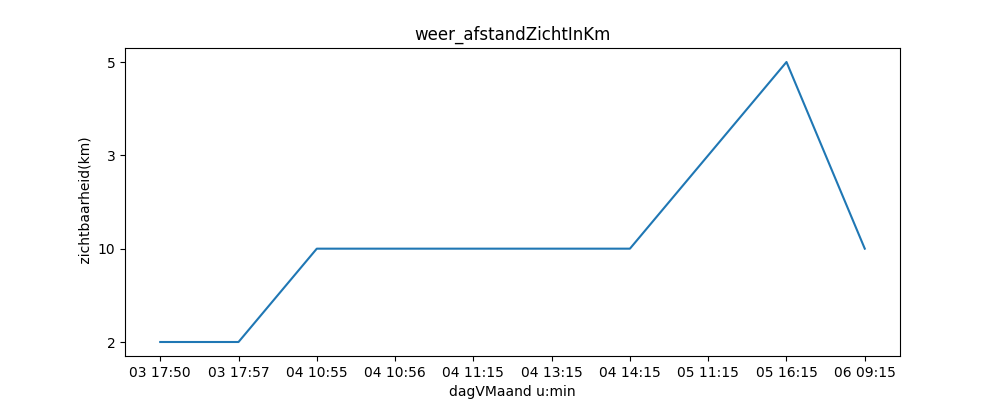 weer_afstandZichtInKm
zichtbaarheid(km)
5
3
10
2
03 17:50 03 17:57 04 10:55 04 10:56 04 11:15 04 13:15 04 14:15 05 11:15 05 16:15 06 09:15
dagVMaand u:min